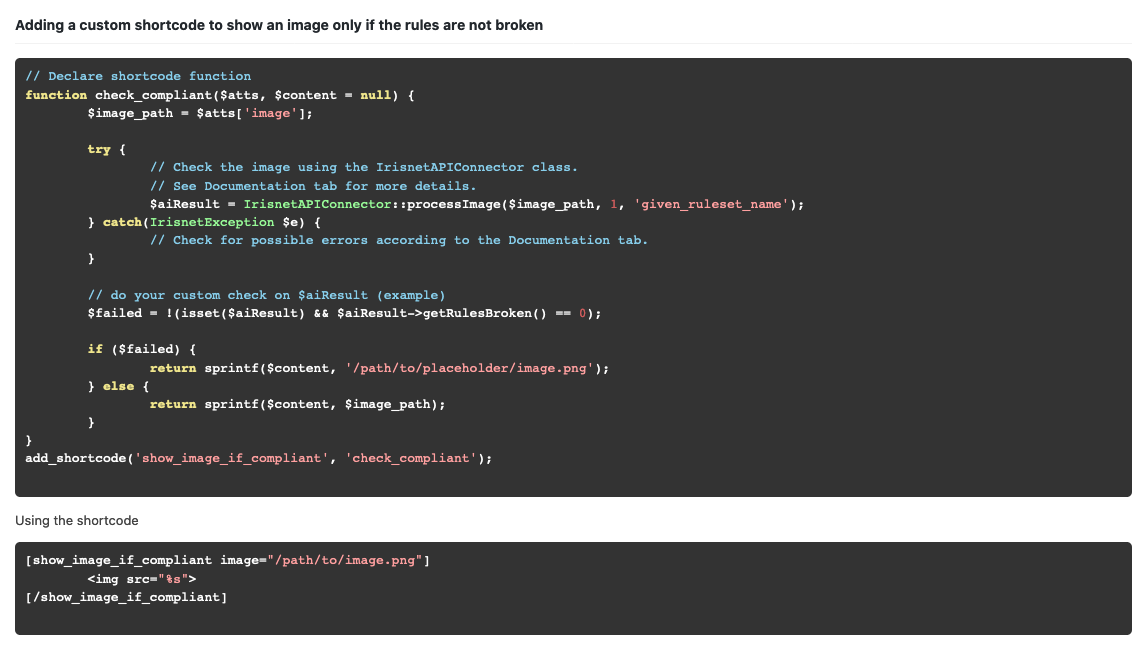 Adding a custom shortcode to show an image only if the rules are not broken
// Declare shortcode function
function check_compliant($atts, $content = null) {
        $image_path = $atts['image'];
        try {
                // Check the image using the IrisnetAPIConnector class.
                // See Documentation tab for more details.
                $aiResult = IrisnetAPIConnector::processImage($image_path, 1, 'given_ruleset_name');
        } catch(IrisnetException $e) {
                // Check for possible errors according to the Documentation tab.
        }
        // do your custom check on $aiResult (example)
        $failed = !(isset($aiResult) && $aiResult->getRulesBroken() == 0);
        if ($failed) {
                return sprintf($content, '/path/to/placeholder/image.png');
        } else {
                return sprintf($content, $image_path);
        }
}
add_shortcode('show_image_if_compliant', 'check_compliant');
Using the shortcode
[show_image_if_compliant image="/path/to/image.png"]
        <img src="%s">
[/show_image_if_compliant]